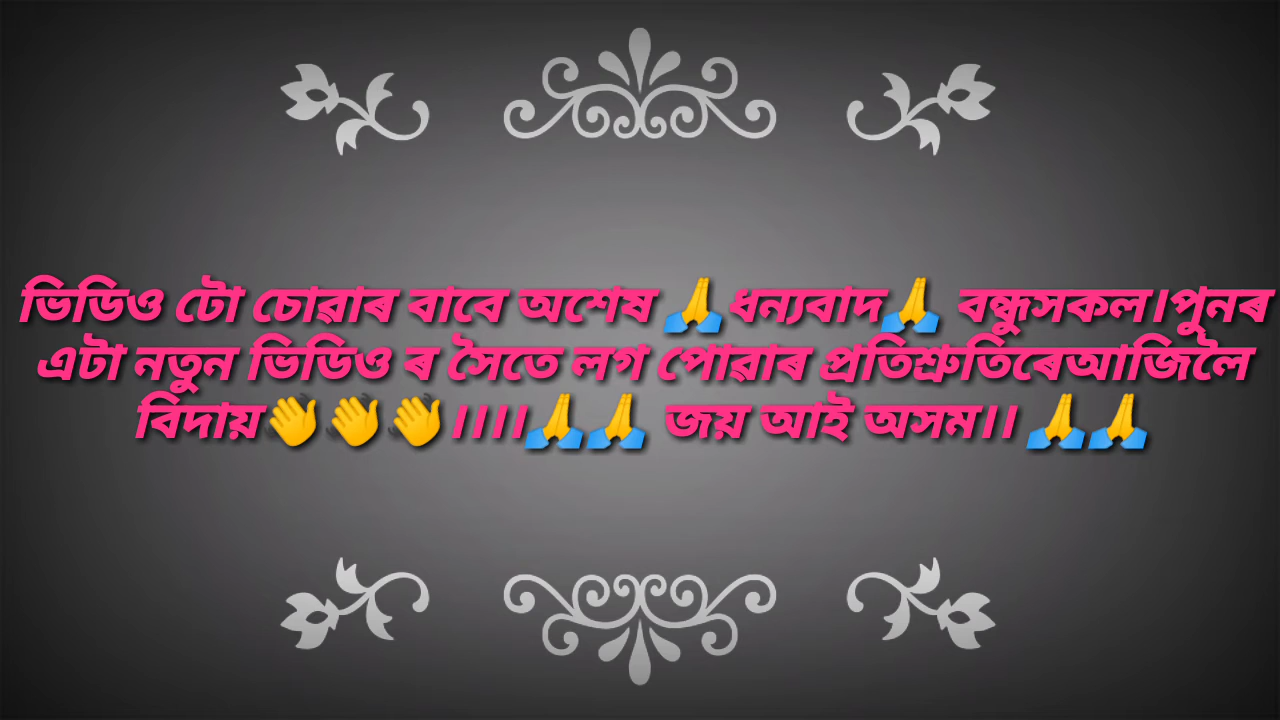 ভিডিও টো চোৱাৰ বাবে অশেষ 🙏ধন্যবাদ🙏 বন্ধুসকল।পুনৰ
এটা নতুন ভিডিও ৰ সৈতে লগ পোৱাৰ প্ৰতিশ্ৰুতিৰেআজিলৈ
বিদায়👋👋👋।।।।🙏🙏 জয় আই অসম।। 🙏🙏